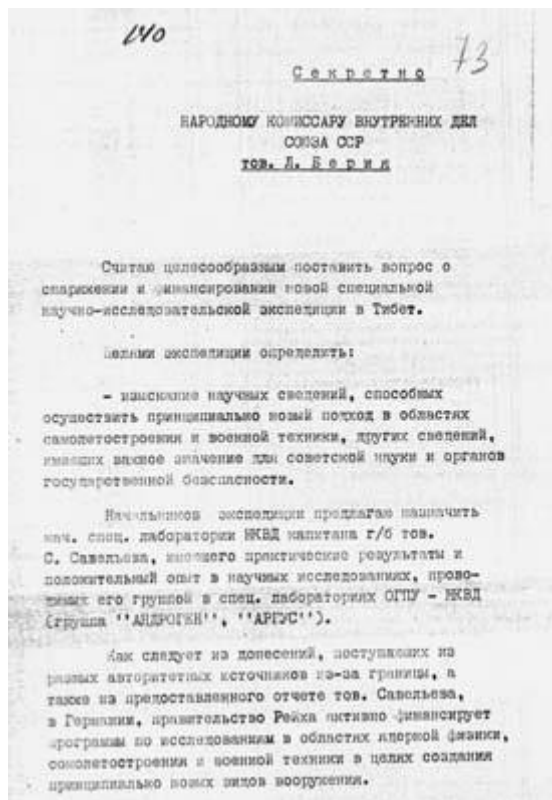 140
73
Секретно
НАРОДНОМУ КОМИССАРУ ВНУТРЕННИХ ДЕЛ
СОЮЗА ССР
тов. Л. Берия
Считаю целесообразным поставить вопрос о
снаряжении и финансировании новой специальной
научно-исследовательской экспедиции в Тибет.
Целями экспедиции определить:
- изыскание научных сведений, способных
осуществить принципиально новый подход в областях
самолетостроения и военной техники, других сведений,
имеющих важное значение для советской науки и органов
государственной безопасности.
Начальников экспедиции предлагаю назначить
нач. спец. лаборатории НКВД капитана г/б тов.
С. Савельева, имевшего практические результаты и
положительный опыт в научных исследованиях, прово-
димых его группой в спец. лабораториях ОГПУ - НКВД
(группа ''АНДРОГЕН'', ''АРГУС'').
Как следует из донесений, поступавших из
разных авторитетных источников из-за границы, а
также из предоставленного отчете тов. Савельева,
в Германии, правительство Рейха активно финансирует
программы по исследованиям в областях ядерной физики,
самолетостроения и военной техники в целях создания
принципиально новых видов вооружения.